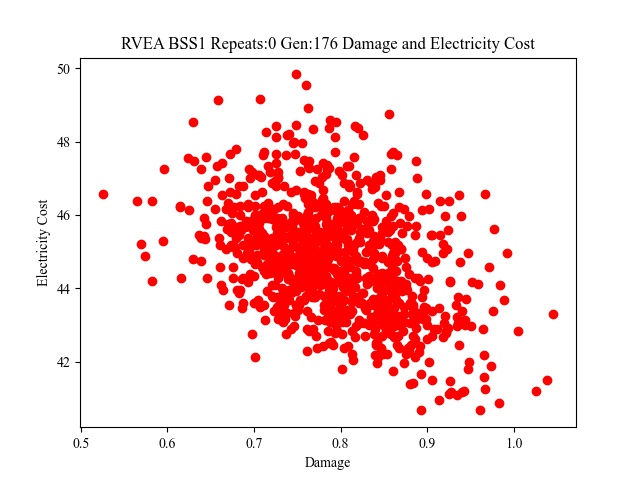 RVEA BSS1 Repeats:0 Gen:176 Damage and Electricity Cost
50
48
46
44
42
Electricity Cost
0.5 0.6 0.7 0.8 0.9 1.0
Damage